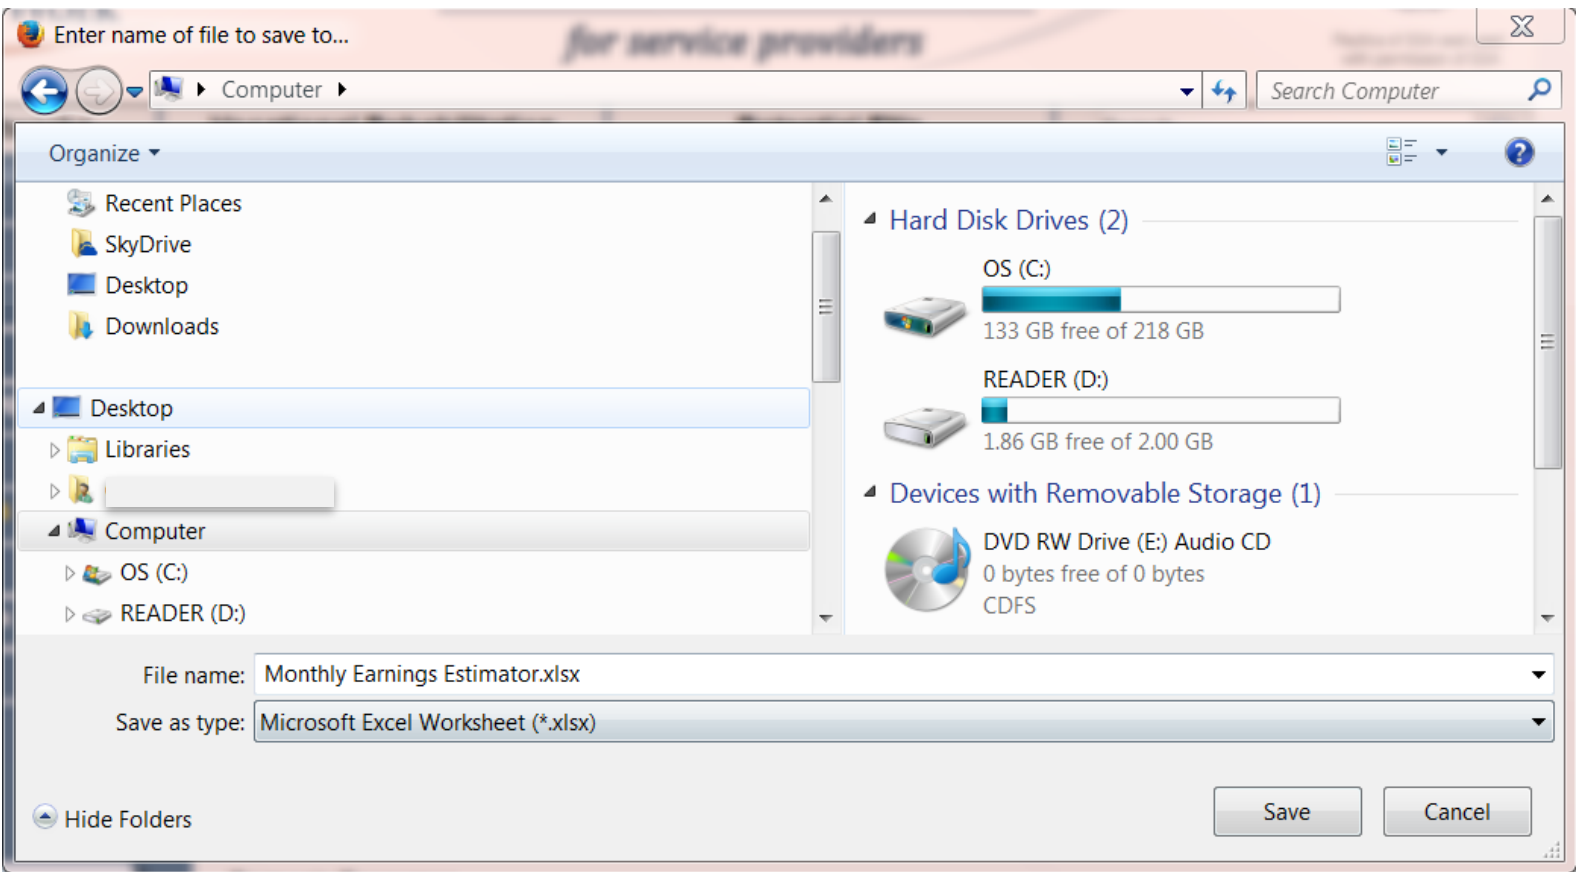 for service providers
Enter name of file to save to...
Computer
Search Computer
Organize
Recent Places
SkyDrive
Desktop
Downloads
Desktop
Libraries
Computer
OS (C:)
READER (D:)
Hard Disk Drives (2)
OS (C:)
133 GB free of 218 GB
READER (D:)
1.86 GB free of 2.00 GB
Devices with Removable Storage (1)
DVD RW Drive (E:) Audio CD
0 bytes free of 0 bytes
CDFS
File name: Monthly Earnings Estimator.xlsx
Save as type: Microsoft Excel Worksheet (*.xlsx)
Hide Folders
Save
Cancel